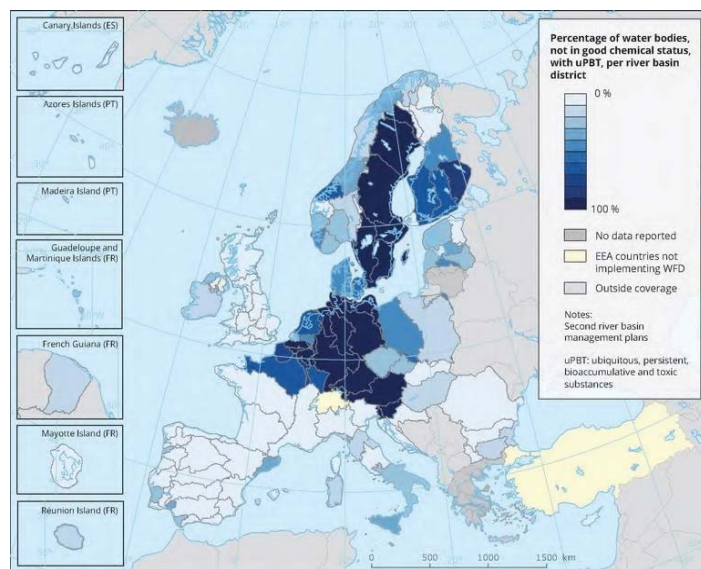 Canary Islands (ES)
Azores Islands (PT)
Madeira Island (PT)
Guadeloupe and
Martinique Islands (FR)
French Guiana (FR)
Mayotte Island (FR)
Réunion Island (FR)
Percentage of water bodies,
not in good chemical status,
with uPBT, per river basin
district
0 %
100 %
No data reported
EEA countries not
implementing WFD
Outside coverage
Notes:
Second river basin
management plans
uPBT: ubiquitous, persistent,
bioaccumulative and toxic
substances
0 500 1000 1500 km